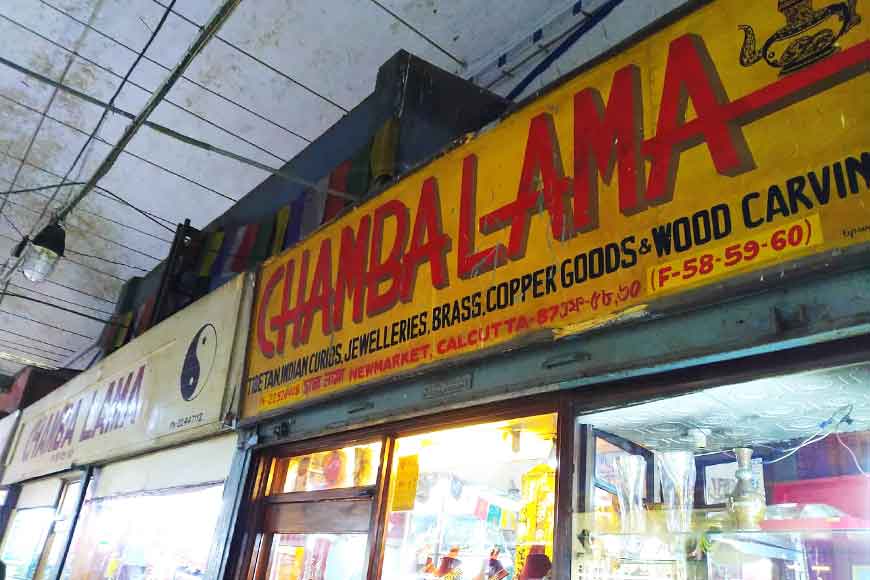 CHAMBA LAMA
CHAMBA LAMA
TIBETAN, INDIAN CURIOS, JEWELLERIES, BRASS, COPPER GOODS & WOOD CARVIN
NEWMARKET, CALCUTTA-87 (F-58-59-60)